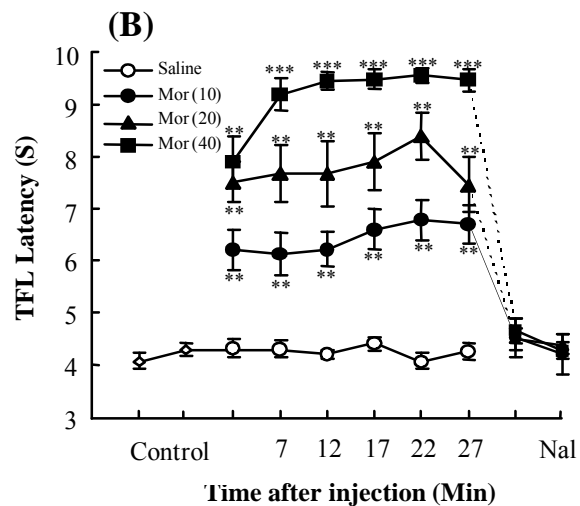 (B)
Saline
Mor (10)
Mor (20)
Mor (40)
TFL Latency (S)
10
9
8
7
6
5
4
3
*** *** *** *** ***
** ** ** ** ** **
**
** ** ** ** ** **
Control 7 12 17 22 27 Nal
Time after injection (Min)